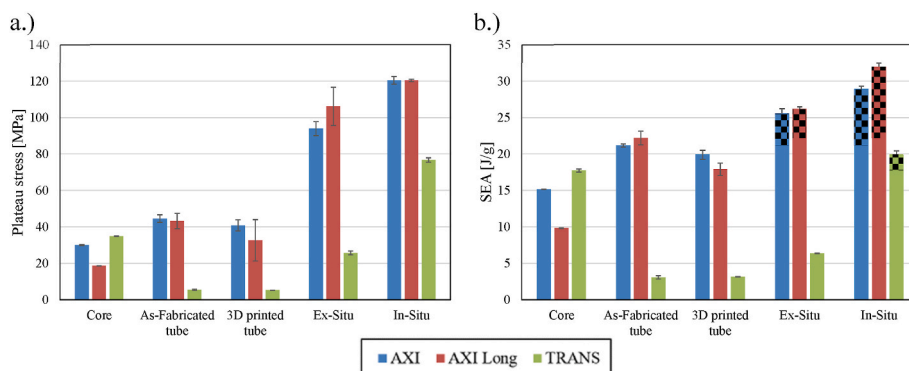 a.)
Plateau stress [MPa]
140
120
100
80
60
40
20
0
Core
As-Fabricated
tube
3D printed
tube
Ex-Situ
In-Situ
b.)
SEA [J/g]
35
30
25
20
15
10
5
0
Core
As-Fabricated
tube
3D printed tube
Ex-Situ
In-Situ
AXI
AXI Long
TRANS